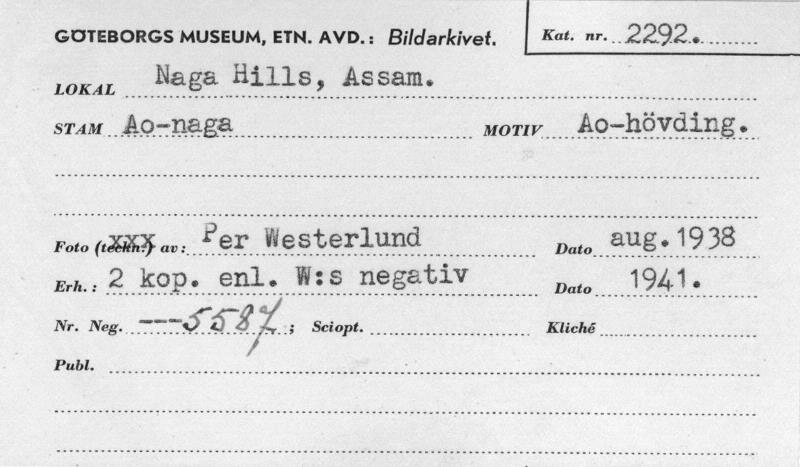 GÖTEBORGS MUSEUM, ETN. AVD.: Bildarkivet. Kat. nr. 2292.
LOKAL Naga Hills, Assam.
STAM Ao-naga MOTIV Ao-hövding.
Foto (teckn.) av: Per Westerlund Dato aug.1938
Erh.: 2 kop. enl. W:s negativ Dato 1941.
Nr. Neg. ---5587; Sciopt. Kliché
Publ.